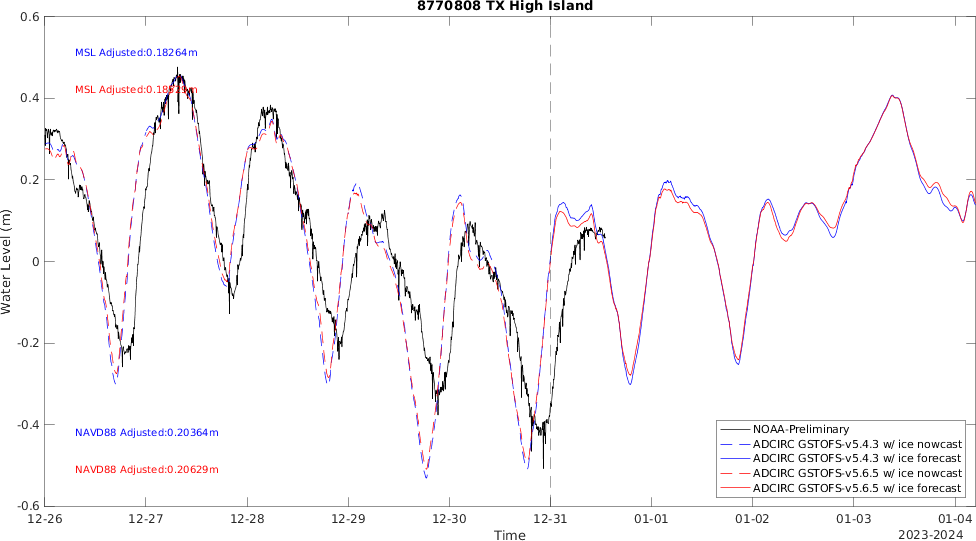 8770808 TX High Island
MSL Adjusted:0.18264m
MSL Adjusted:
NAVD88 Adjusted:0.20364m
NAVD88 Adjusted:0.20629m
Water Level (m)
0.6
0.4
0.2
0
-0.2
-0.4
-0.6
12-26
12-27
12-28
12-29
12-30
12-31
01-01
01-02
01-03
01-04
Time
2023-2024
NOAA-Preliminary
ADCIRC GSTOFS-v5.4.3 w/ ice nowcast
ADCIRC GSTOFS-v5.4.3 w/ ice forecast
ADCIRC GSTOFS-v5.6.5 w/ ice nowcast
ADCIRC GSTOFS-v5.6.5 w/ ice forecast